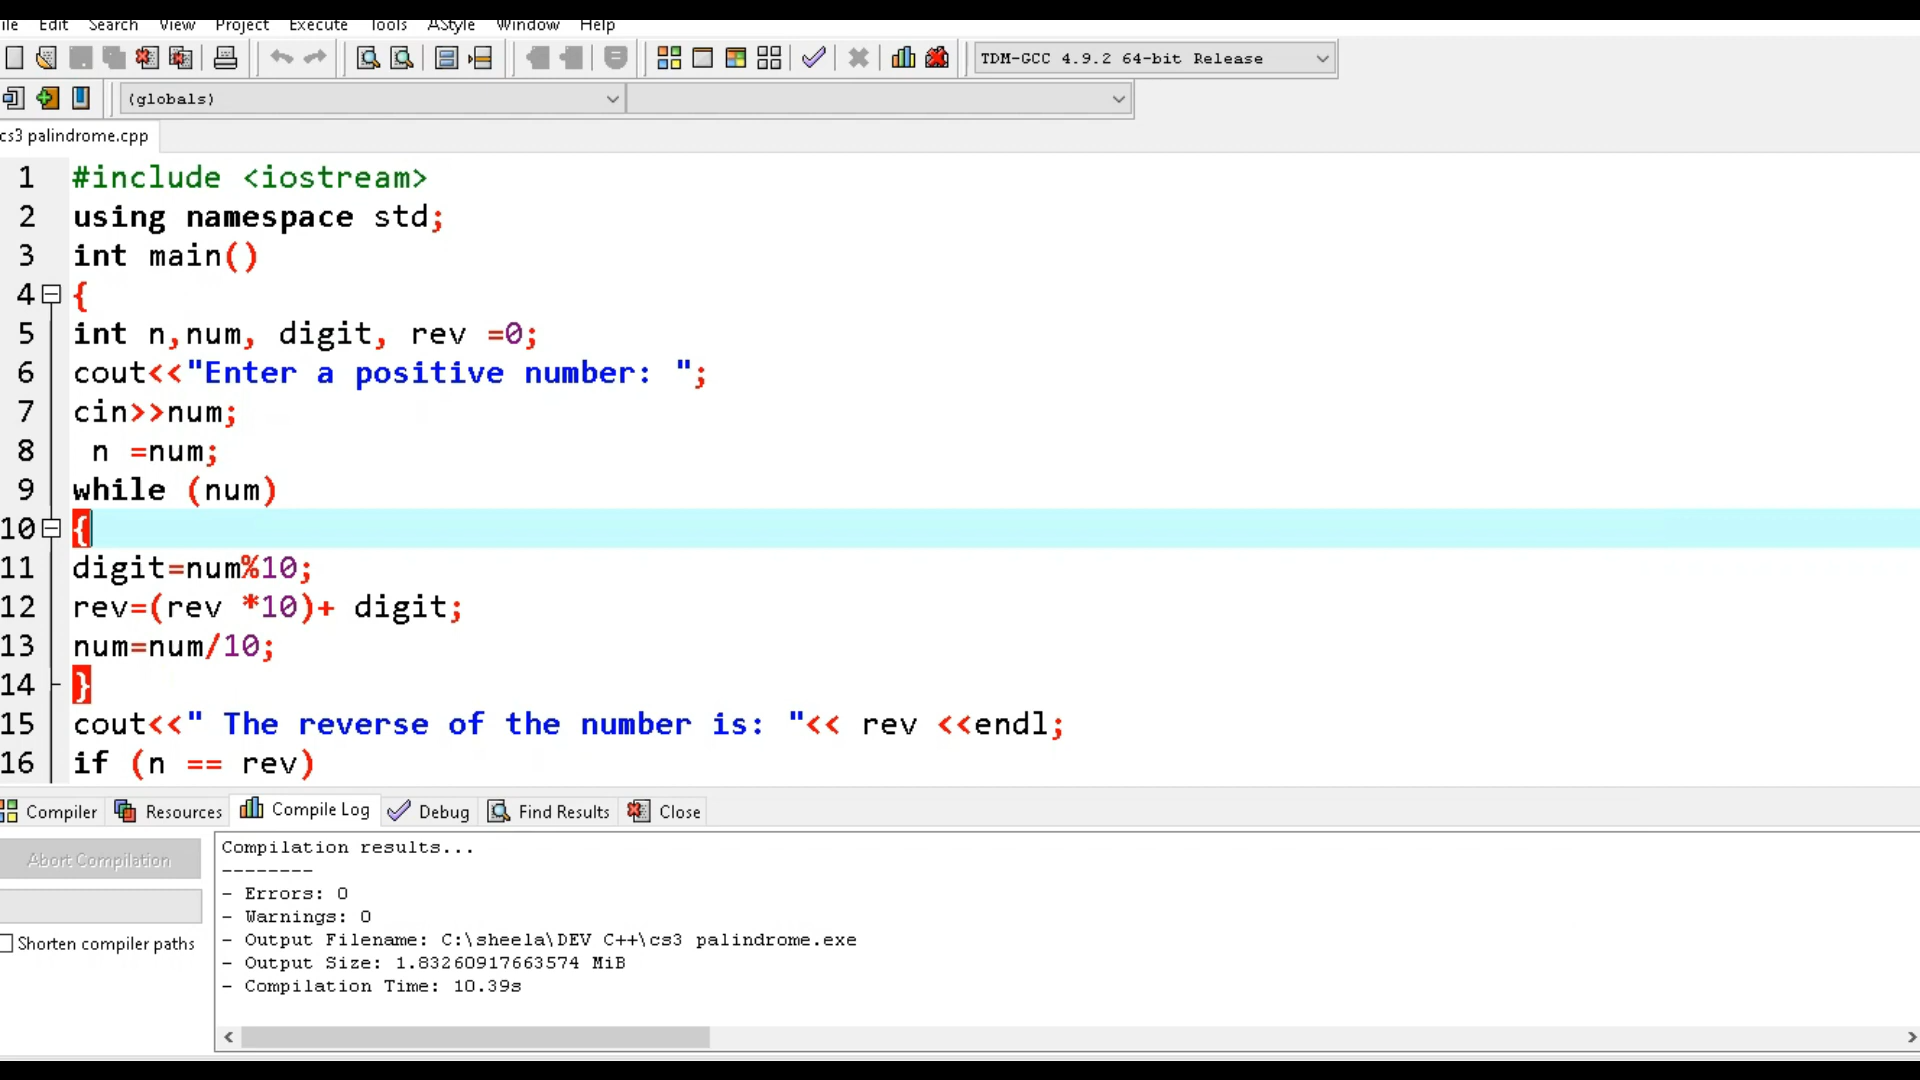 ile Edit Search View Project Execute Tools AStyle Window Help
TDM-GCC 4.9.2 64-bit Release
(globals)
cs3 palindrome.cpp
1 #include <iostream>
2 using namespace std;
3 int main()
4 {
5 int n,num, digit, rev =0;
6 cout<<"Enter a positive number: ";
7 cin>>num;
8  n =num;
9 while (num)
10 {
11 digit=num%10;
12 rev=(rev *10)+ digit;
13 num=num/10;
14 }
15 cout<<" The reverse of the number is: "<< rev <<endl;
16 if (n == rev)
Compiler Resources Compile Log Debug Find Results Close
Abort Compilation
Shorten compiler paths
Compilation results...
--------
- Errors: 0
- Warnings: 0
- Output Filename: C:\sheela\DEV C++\cs3 palindrome.exe
- Output Size: 1.83260917663574 MiB
- Compilation Time: 10.39s